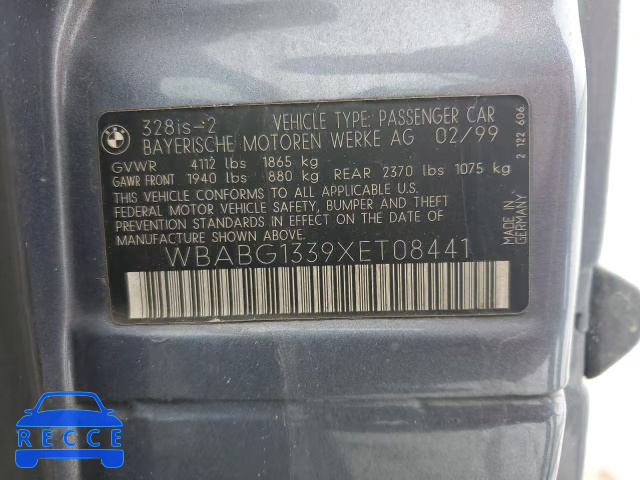 328is-2 VEHICLE TYPE: PASSENGER CAR
BAYERISCHE MOTOREN WERKE AG 02/99
GVWR 4112 lbs 1865 kg
GAWR FRONT 1940 lbs 880 kg REAR 2370 lbs 1075 kg
THIS VEHICLE CONFORMS TO ALL APPLICABLE U.S.
FEDERAL MOTOR VEHICLE SAFETY, BUMPER AND THEFT
PREVENTION STANDARDS IN EFFECT ON THE DATE OF
MANUFACTURE SHOWN ABOVE.
WBABG1339XET08441
2 122 606
MADE IN
GERMANY
RECCE